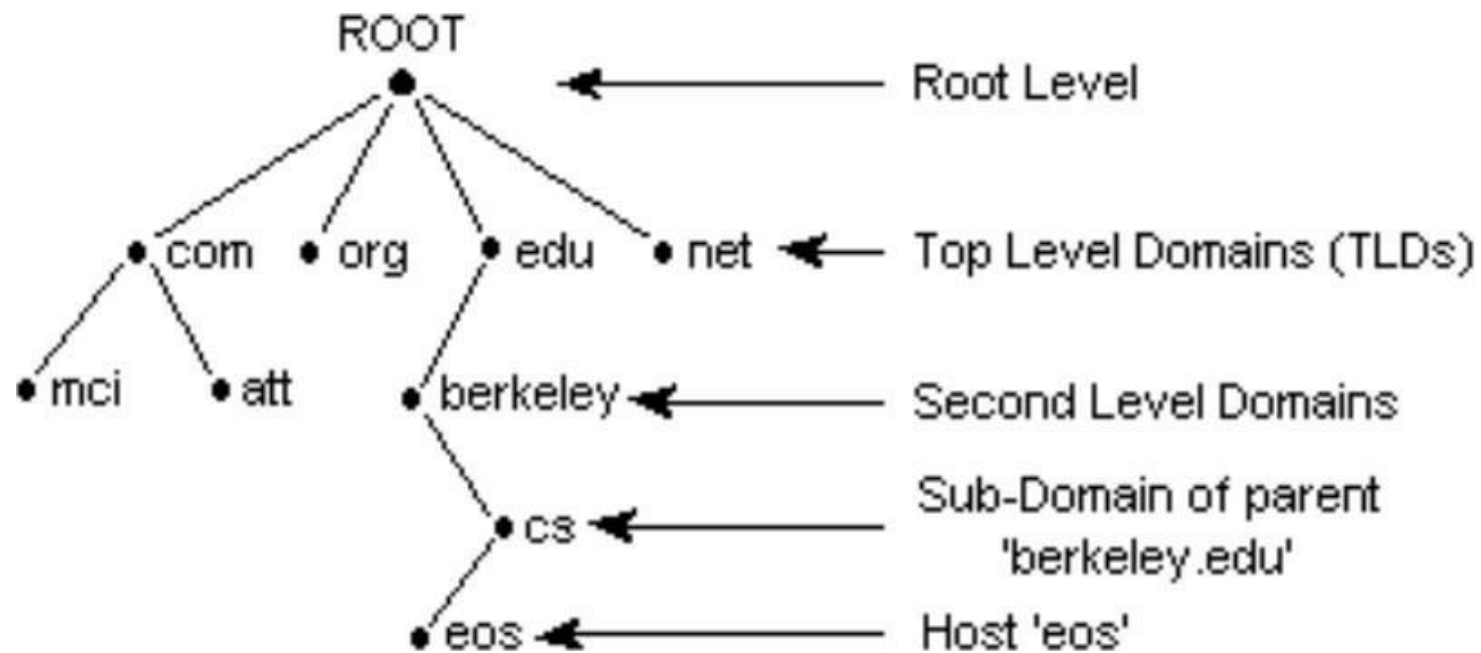 ROOT
Root Level
com org edu net Top Level Domains (TLDs)
mci att berkeley Second Level Domains
cs Sub-Domain of parent
'berkeley.edu'
eos Host 'eos'